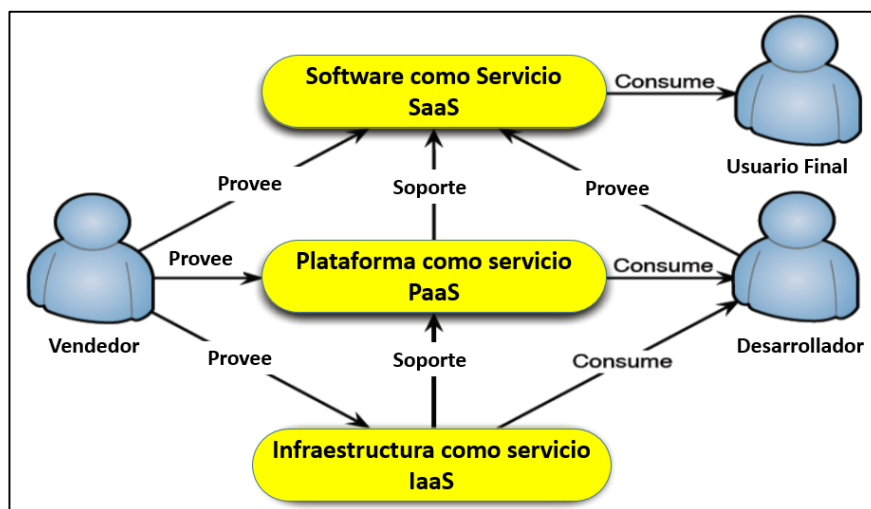 Software como Servicio
SaaS
Consume
Usuario Final
Provee
Soporte
Provee
Provee
Plataforma como servicio
PaaS
Consume
Vendedor
Desarrollador
Provee
Soporte
Consume
Infraestructura como servicio
IaaS